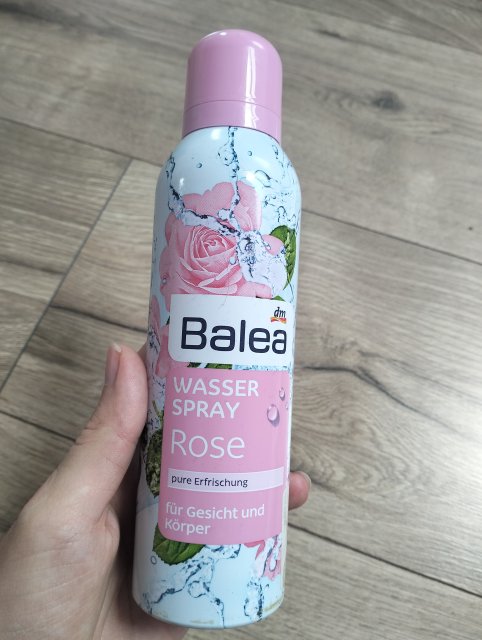 dm
Balea
WASSER
SPRAY
Rose
pure Erfrischung
für Gesicht und
Körper